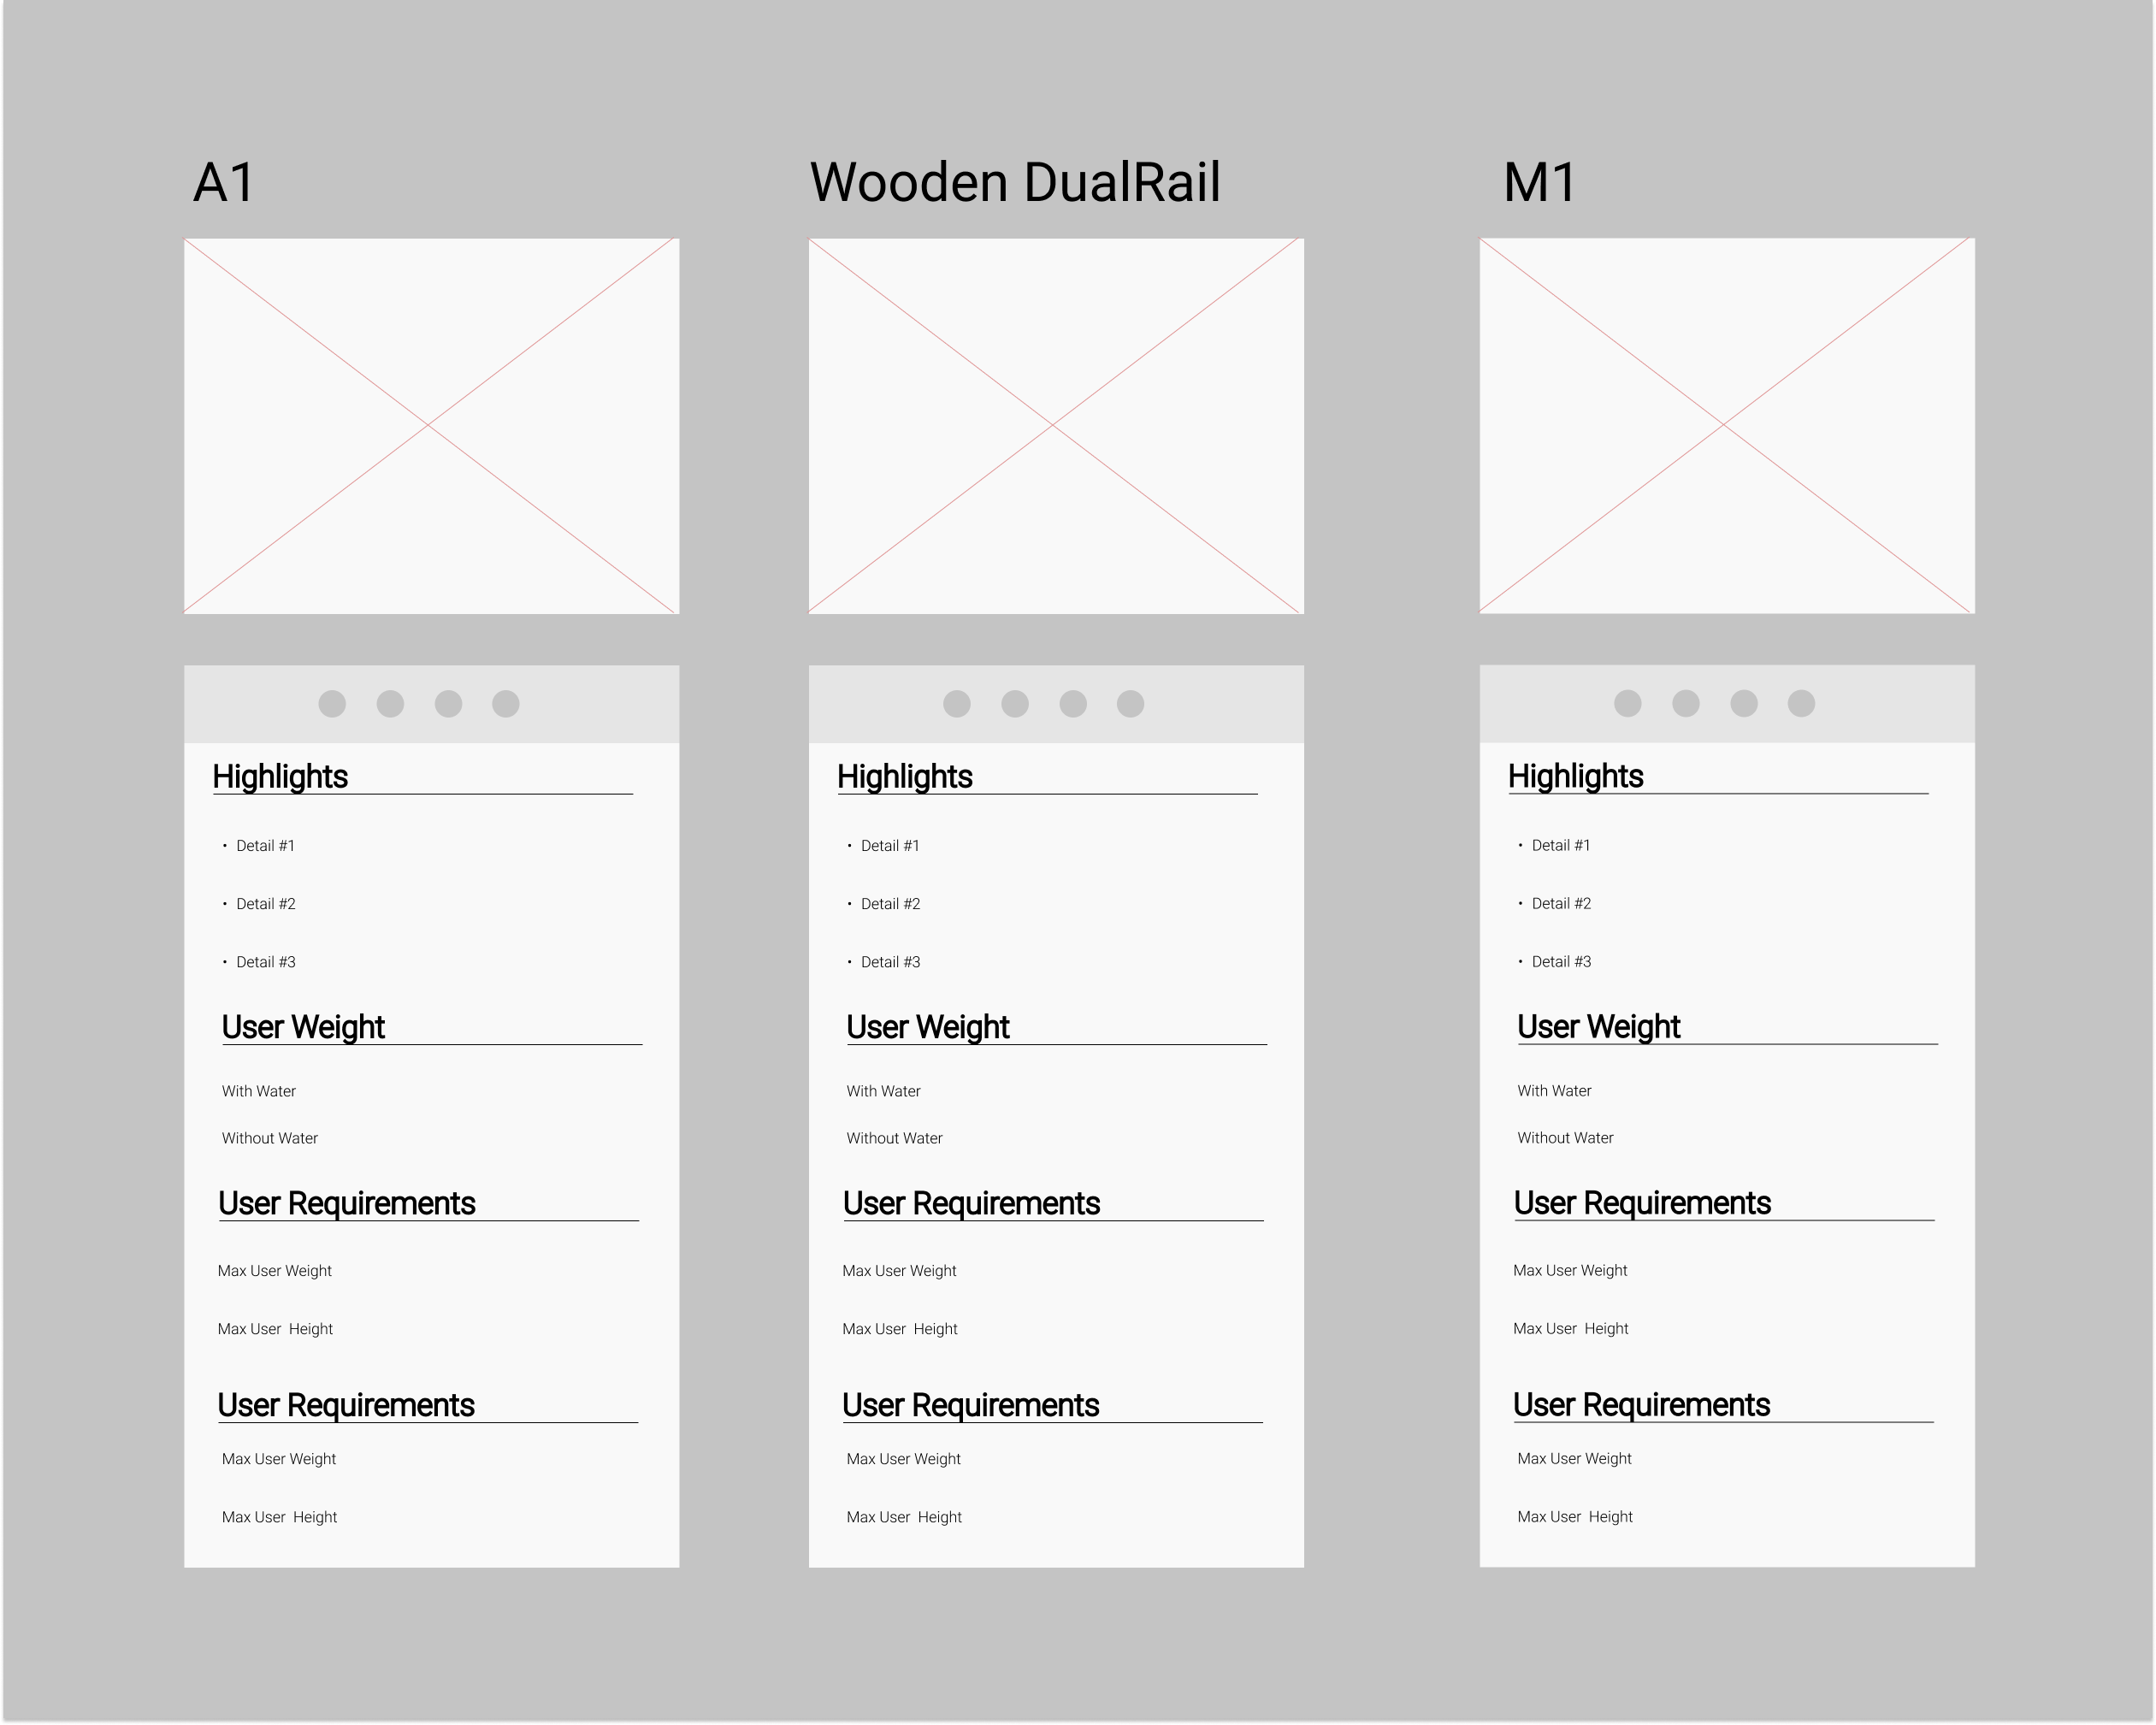 A1
Wooden DualRail
M1
Highlights
• Detail #1
• Detail #2
• Detail #3
User Weight
With Water
Without Water
User Requirements
Max User Weight
Max User  Height
User Requirements
Max User Weight
Max User  Height
Highlights
• Detail #1
• Detail #2
• Detail #3
User Weight
With Water
Without Water
User Requirements
Max User Weight
Max User  Height
User Requirements
Max User Weight
Max User  Height
Highlights
• Detail #1
• Detail #2
• Detail #3
User Weight
With Water
Without Water
User Requirements
Max User Weight
Max User  Height
User Requirements
Max User Weight
Max User  Height